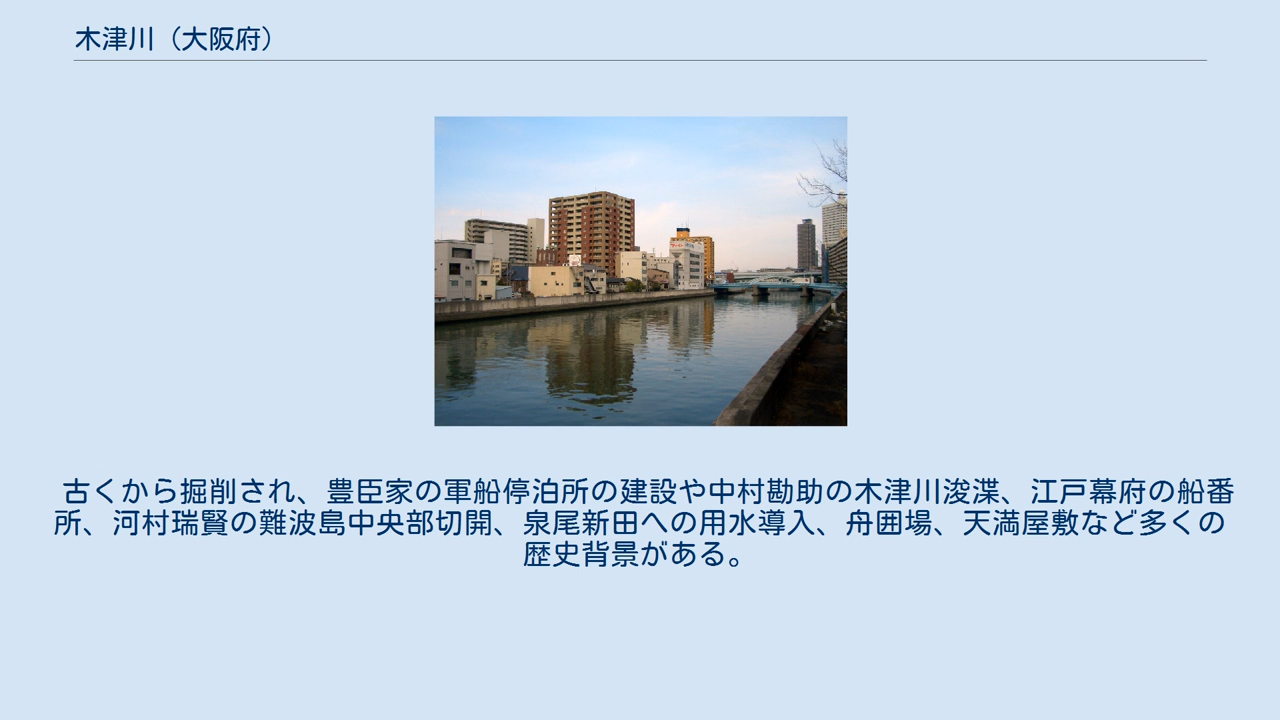 木津川（大阪府）
古くから掘削され、豊臣家の軍船停泊所の建設や中村勘助の木津川浚渫、江戸幕府の船番
所、河村瑞賢の難波島中央部切開、泉尾新田への用水導入、舟囲場、天満屋敷など多くの
歴史背景がある。